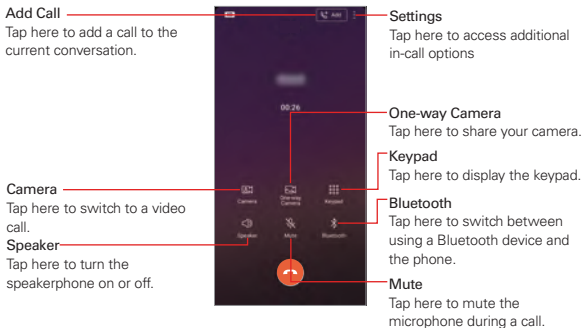 Add Call
Tap here to add a call to the
current conversation.
Settings
Tap here to access additional
in-call options
Add
00:26
One-way Camera
Tap here to share your camera.
Keypad
Tap here to display the keypad.
Camera
Tap here to switch to a video
call.
Speaker
Tap here to turn the
speakerphone on or off.
Bluetooth
Tap here to switch between
using a Bluetooth device and
the phone.
Mute
Tap here to mute the
microphone during a call.
Camera
One-way
Camera
Keypad
Speaker
Mute
Bluetooth